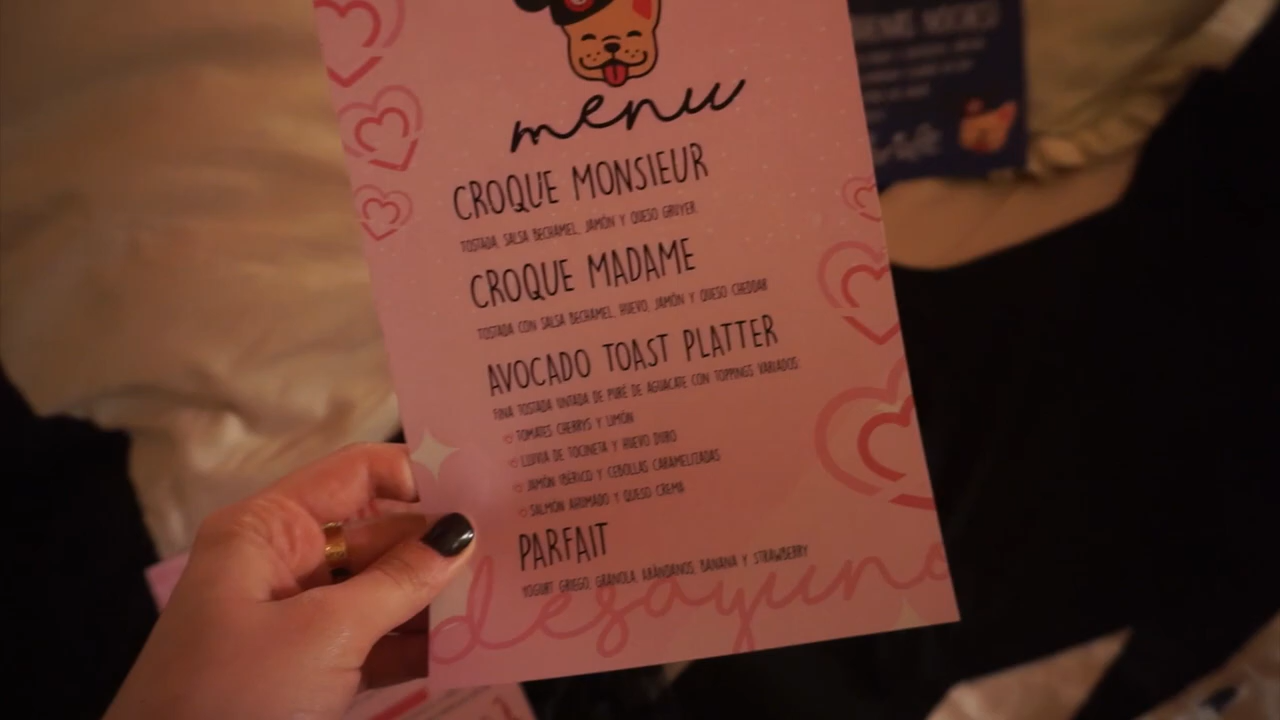 menu
CROQUE MONSIEUR
TOSTADA, SALSA BECHAMEL, JAMÓN Y QUESO GRUYER
CROQUE MADAME
TOSTADA CON SALSA BECHAMEL, HUEVO, JAMÓN Y QUESO CHEDDAR
AVOCADO TOAST PLATTER
FINA TOSTADA UNTADA DE PURÉ DE AGUACATE CON TOPPINGS VARIADOS
TOMATES CHERRYS Y LIMÓN
LLUVIA DE TOCINETA Y HUEVO DURO
JAMÓN IBÉRICO Y CEBOLLAS CARAMELIZADAS
SALMÓN AHUMADO Y QUESO CREMA
PARFAIT
YOGURT GRIEGO, GRANOLA, ARÁNDANOS, BANANA Y STRAWBERRY
desayuno